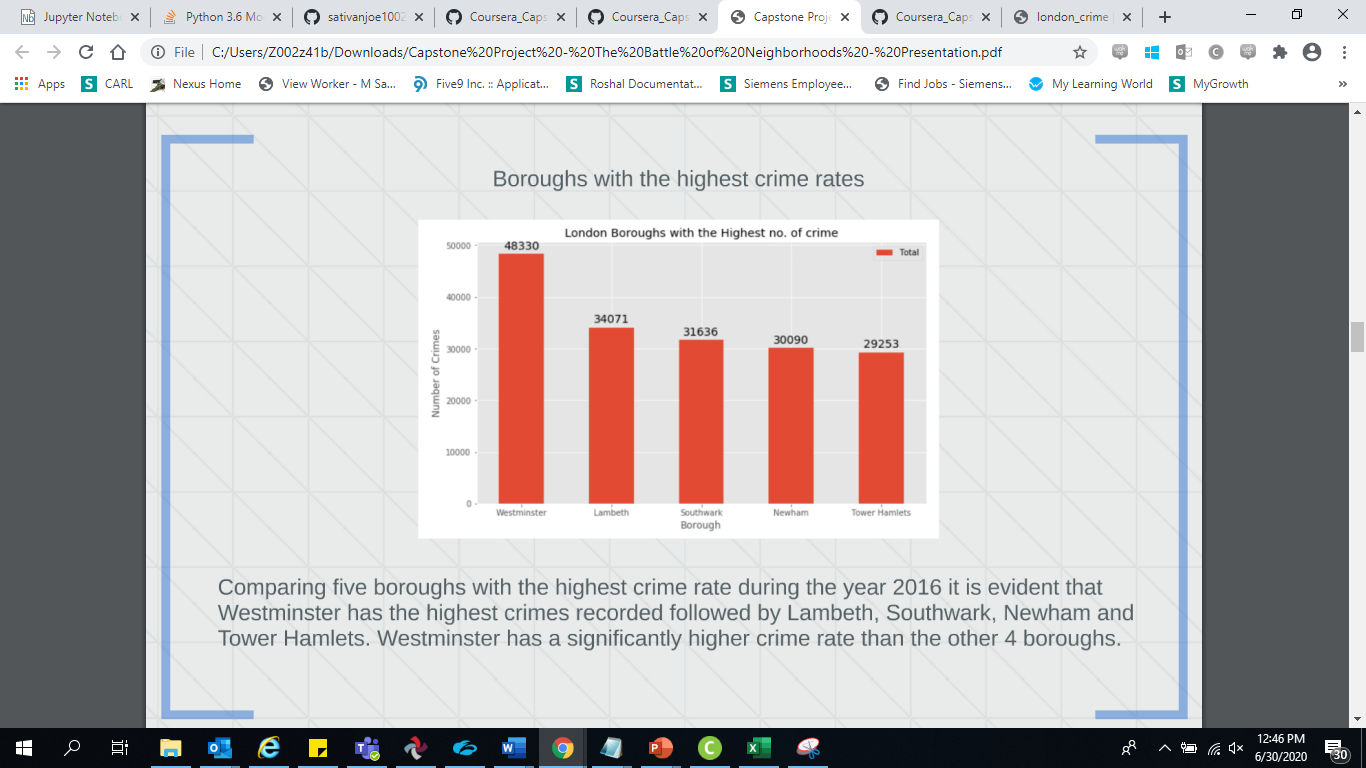 Jupyter Noteb
Python 3.6 Mo
sativanjoe1002
Coursera_Caps
Coursera_Caps
Capstone Proje
Coursera_Caps
london_crime
File
C:/Users/Z002z41b/Downloads/Capstone%20Project%20-%20The%20Battle%20of%20Neighborhoods%20-%20Presentation.pdf
Apps
CARL
Nexus Home
View Worker - M Sa...
Five9 Inc. :: Applicat...
Roshal Documentat...
Siemens Employee...
Find Jobs - Siemens...
My Learning World
MyGrowth
»
Boroughs with the highest crime rates
London Boroughs with the Highest no. of crime
Total
50000
40000
30000
20000
10000
0
Number of Crimes
48330
34071
31636
30090
29253
Westminster
Lambeth
Southwark
Newham
Tower Hamlets
Borough
Comparing five boroughs with the highest crime rate during the year 2016 it is evident that
Westminster has the highest crimes recorded followed by Lambeth, Southwark, Newham and
Tower Hamlets. Westminster has a significantly higher crime rate than the other 4 boroughs.
12:46 PM
6/30/2020
30